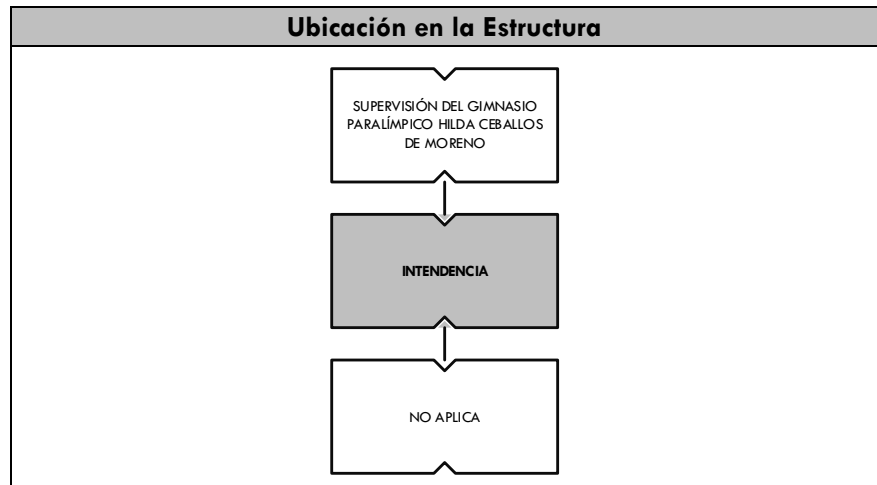 Ubicación en la Estructura
SUPERVISIÓN DEL GIMNASIO
PARALÍMPICO HILDA CEBALLOS
DE MORENO
INTENDENCIA
NO APLICA